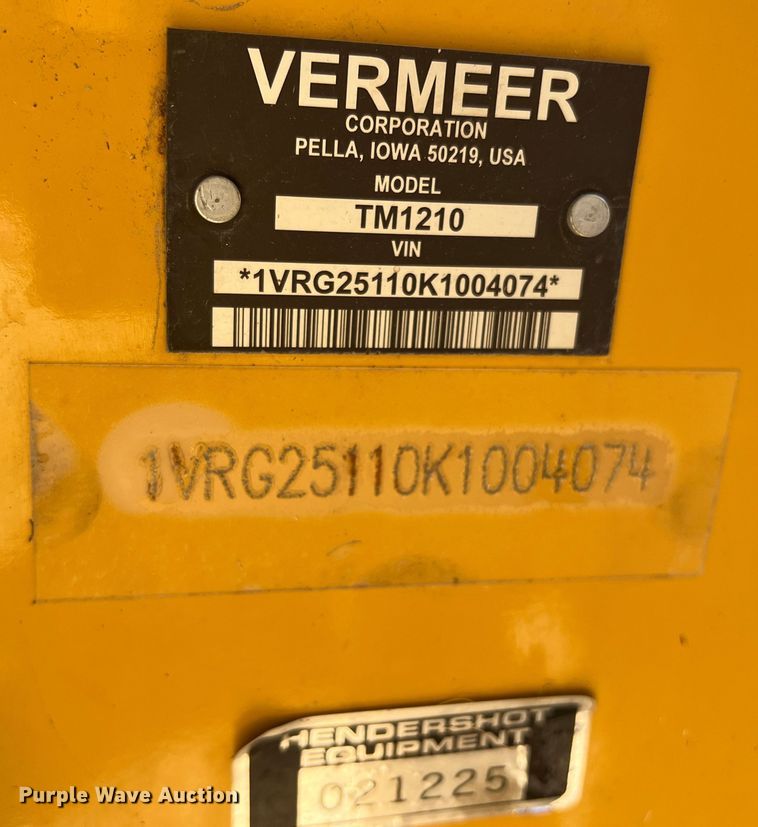 VERMEER
CORPORATION
PELLA, IOWA 50219, USA
MODEL
TM1210
VIN
*1VRG25110K1004074*
1VRG25110K1004074
HENDERSHOT
EQUIPMENT
021225
Purple Wave Auction